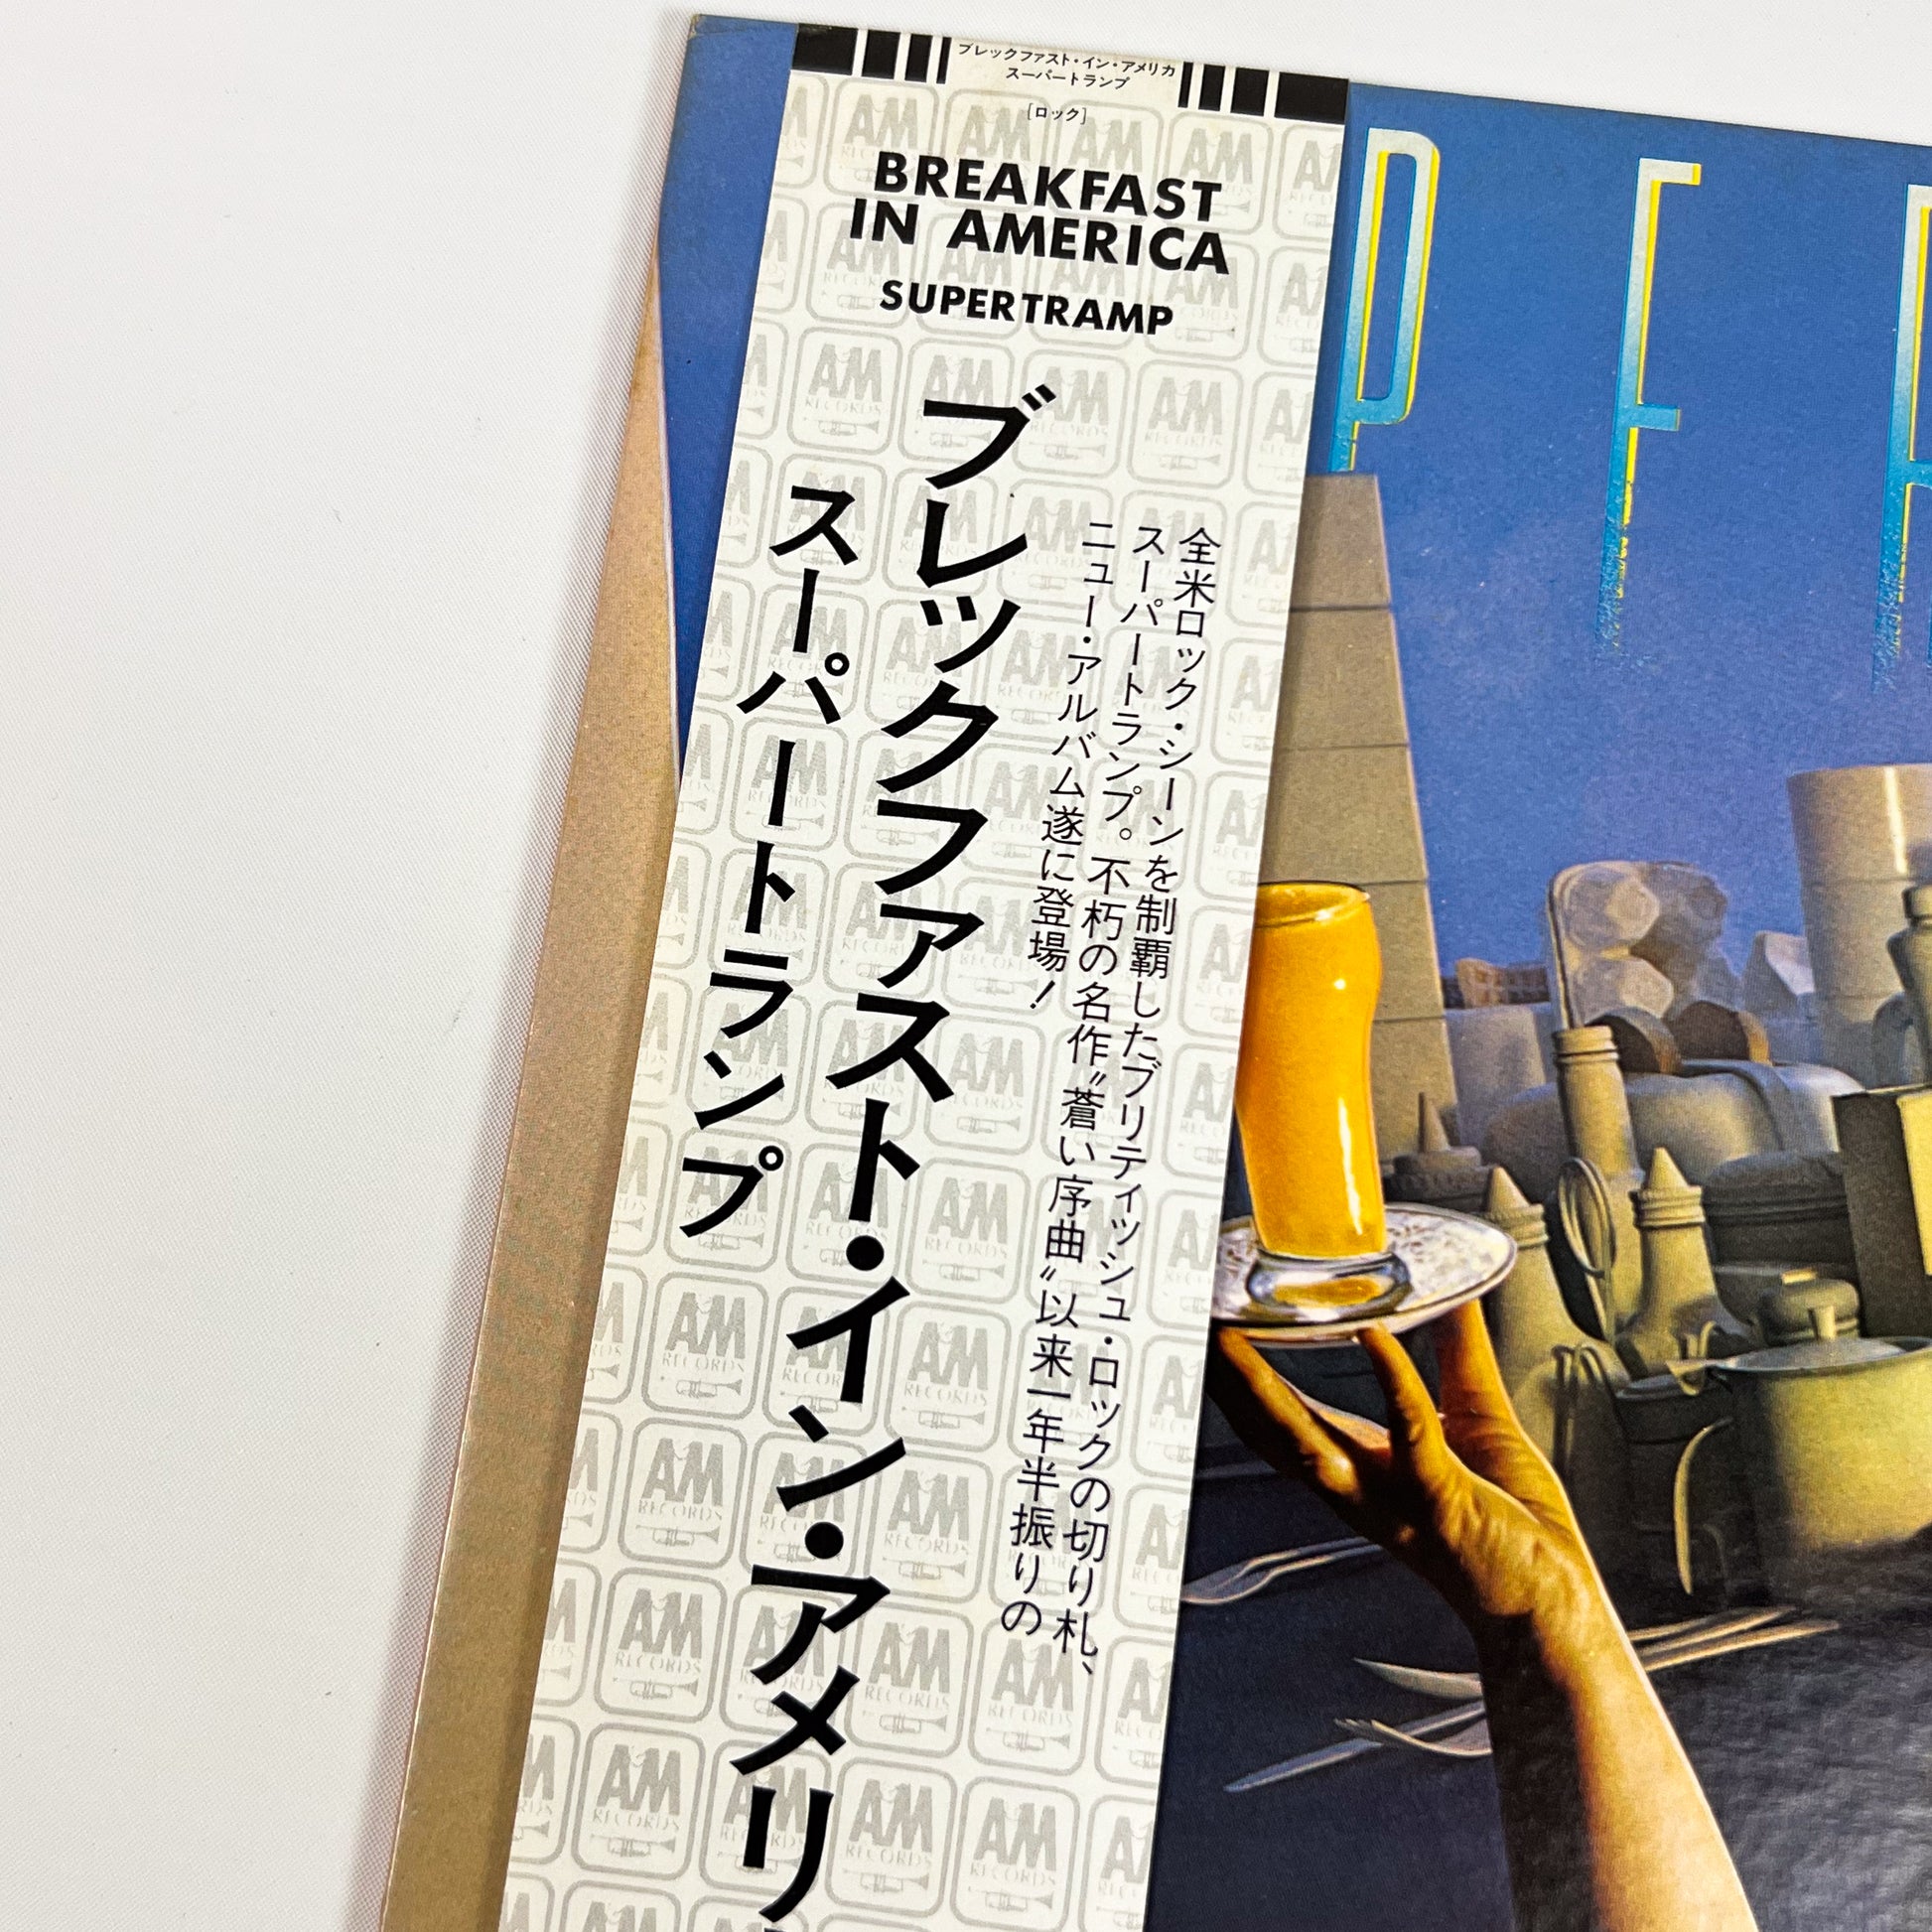 ブレックファスト・イン・アメリカ
スーパートランプ
[ロック]
BREAKFAST
IN AMERICA
SUPERTRAMP
全米ロック・シーンを制覇したブリティッシュ・ロックの切り札、
スーパートランプ。不朽の名作〝蒼い序曲〟以来一年半振りの
ニュー・アルバム遂に登場！
ブレックファスト・イン・アメリ
スーパートランプ
P E R
AM RECORDS